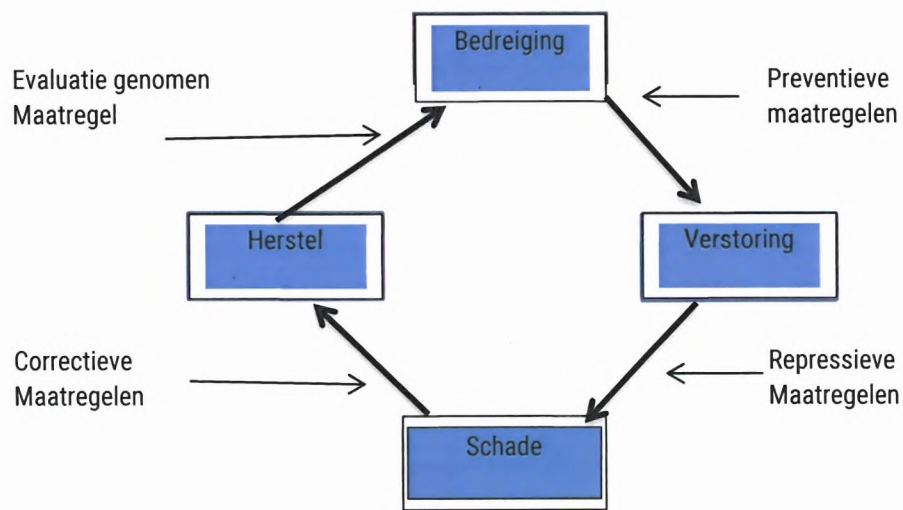 Bedreiging
Evaluatie genomen
Maatregel
Preventieve
maatregelen
Herstel
Verstoring
Correctieve
Maatregelen
Repressieve
Maatregelen
Schade